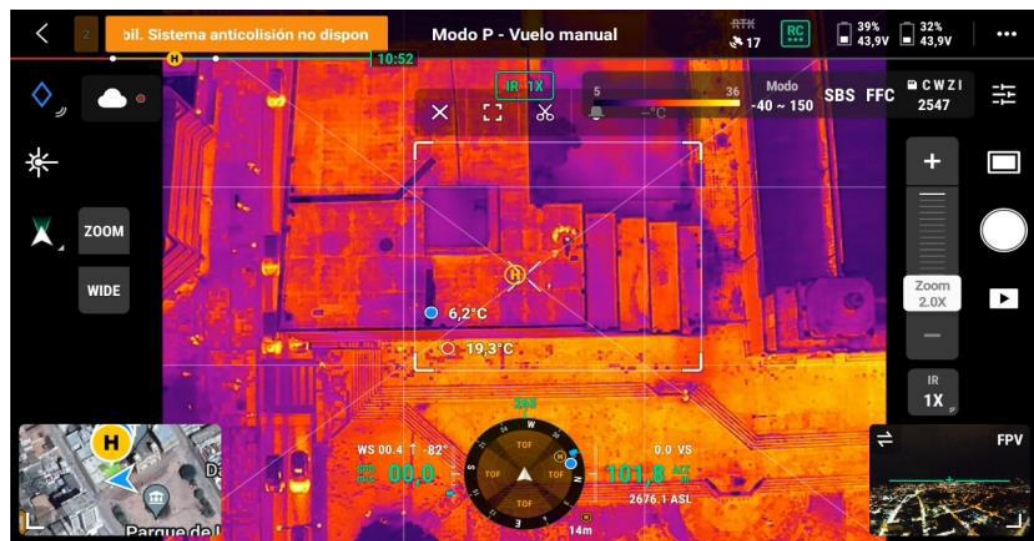 2
bil. Sistema anticolisión no dispon
Modo P - Vuelo manual
RTK
17
RC
39%
43,9V
32%
43,9V
H
10:52
IR 1X
5
36
--°C
Modo
-40 ~ 150
SBS FFC
C W Z I
2547
ZOOM
WIDE
H
6,2°C
19,3°C
Zoom
2.0X
IR
1X
268
WS 00.4 ↑ -82°
00,0
W
N
E
S
TOF
TOF
TOF
TOF
H
0.0 VS
101,8 ALT
m
2676.1 ASL
14m
H
Parque de
FPV